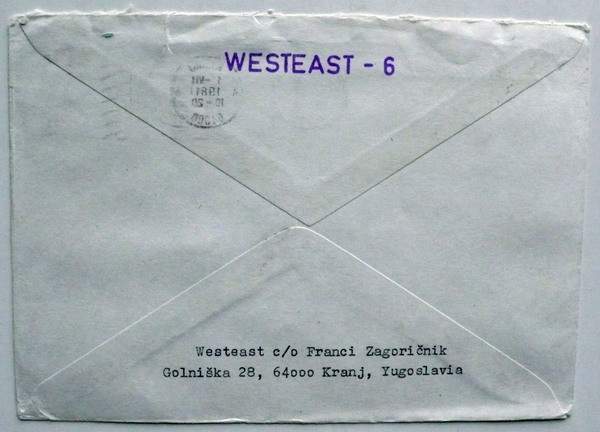 WESTEAST - 6
Westeast c/o Franci Zagoričnik
Golniška 28, 64000 Kranj, Yugoslavia